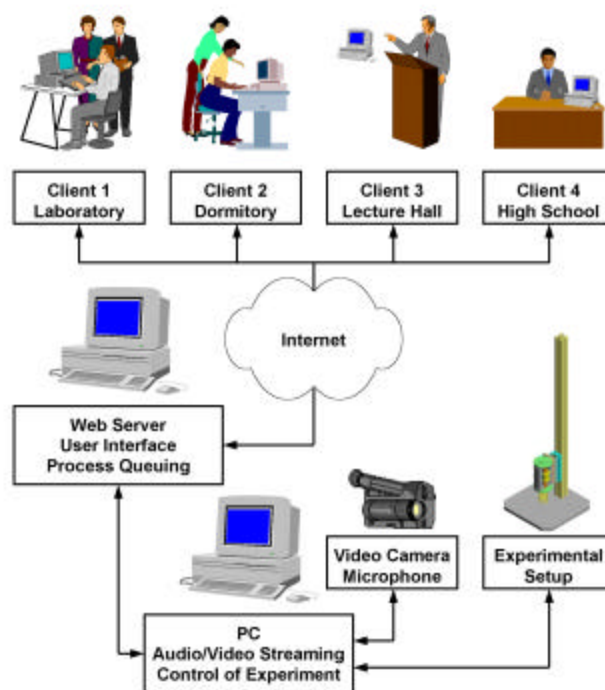 Client 1
Laboratory
Client 2
Dormitory
Client 3
Lecture Hall
Client 4
High School
Internet
Web Server
User Interface
Process Queuing
Video Camera
Microphone
Experimental
Setup
PC
Audio/Video Streaming
Control of Experiment